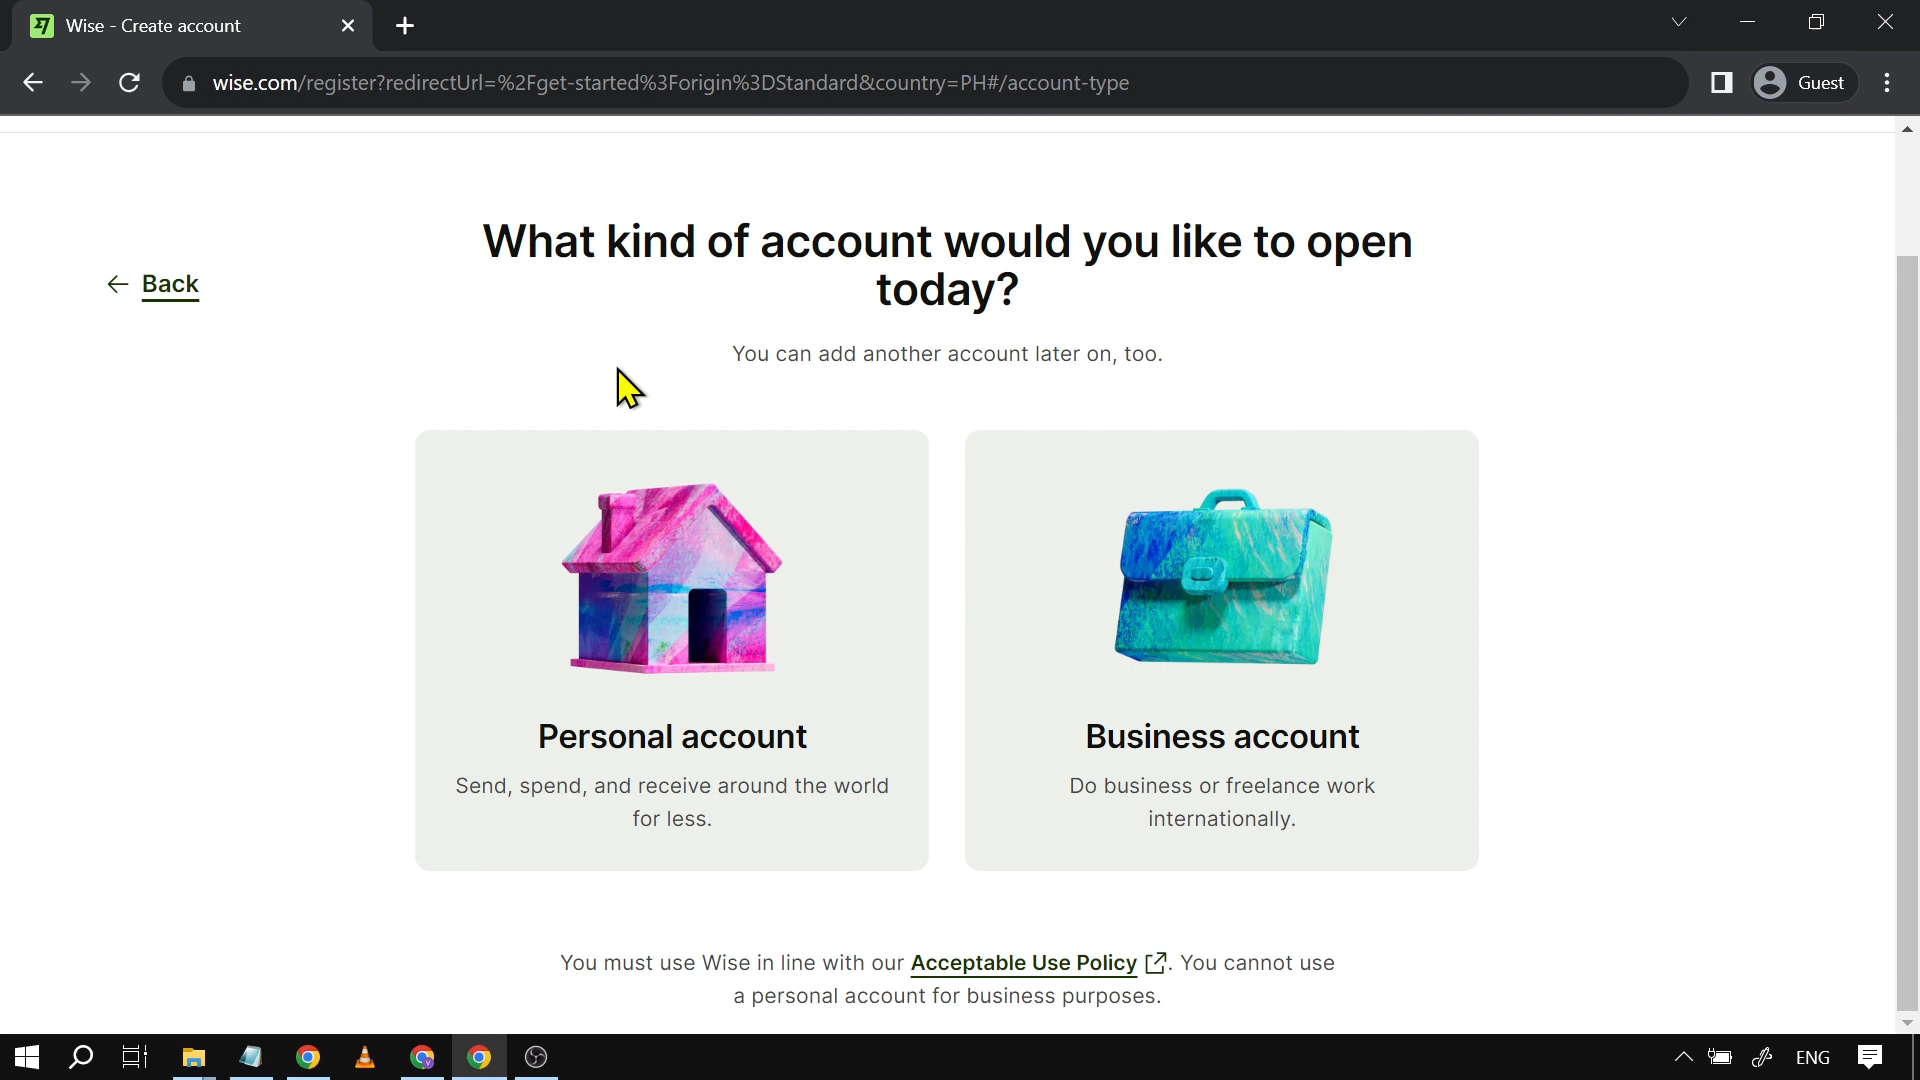 Wise - Create account
wise.com/register?redirectUrl=%2Fget-started%3Forigin%3DStandard&country=PH#/account-type
Guest
Back
What kind of account would you like to open
today?
You can add another account later on, too.
Personal account
Send, spend, and receive around the world
for less.
Business account
Do business or freelance work
internationally.
You must use Wise in line with our Acceptable Use Policy. You cannot use
a personal account for business purposes.
ENG